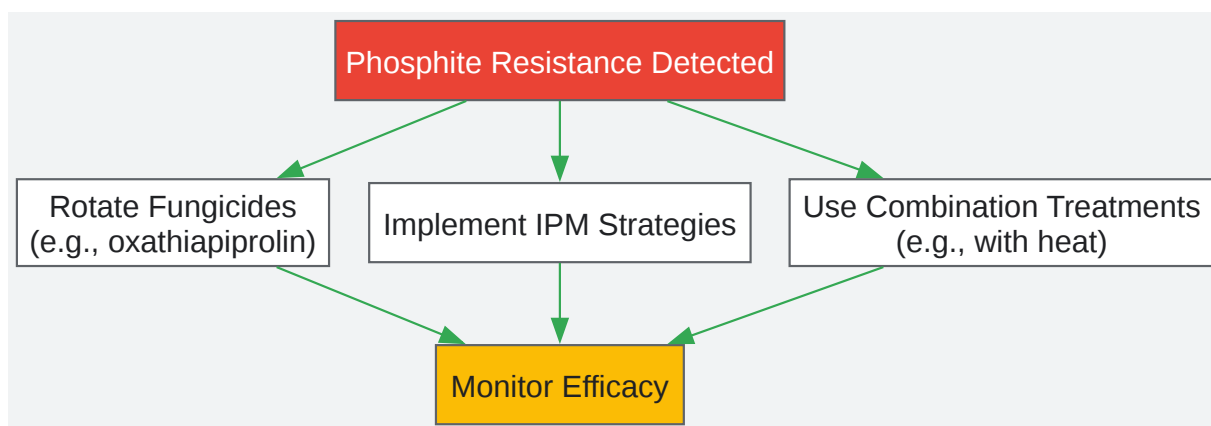 Phosphite Resistance Detected
Rotate Fungicides
(e.g., oxathiapiprolin)
Implement IPM Strategies
Use Combination Treatments
(e.g., with heat)
Monitor Efficacy